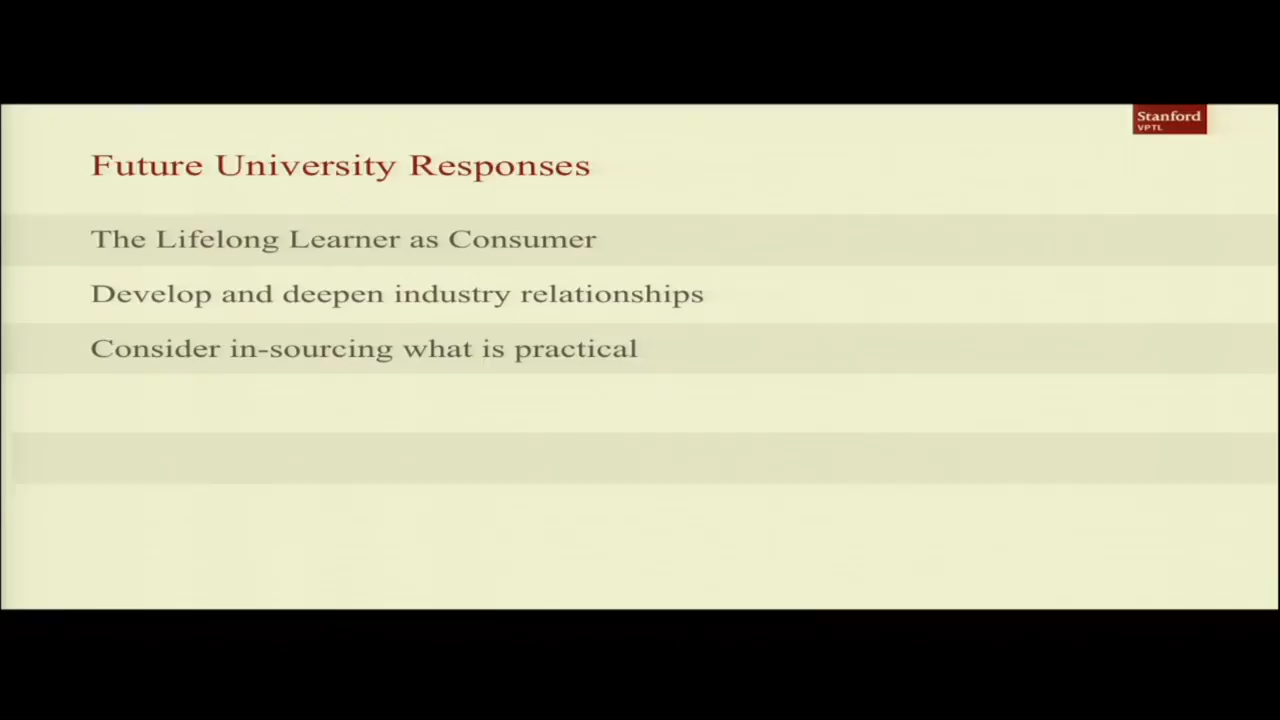 Stanford
VPTL
Future University Responses
The Lifelong Learner as Consumer
Develop and deepen industry relationships
Consider in-sourcing what is practical